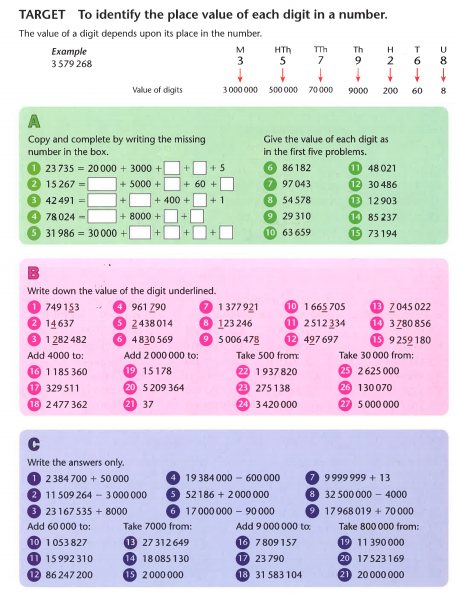 TARGET To identify the place value of each digit in a number.
The value of a digit depends upon its place in the number.
Example M HTh TTh Th H T U
3 579 268 3 5 7 9 2 6 8
Value of digits 3 000 000 500 000 70 000 9000 200 60 8
A
Copy and complete by writing the missing Give the value of each digit as
number in the box. in the first five problems.
1 23 735 = 20 000 + 3000 + □ + □ + 5 6 86 182 11 48 021
2 15 267 = □ + 5000 + □ + 60 + □ 7 97 043 12 30 486
3 42 491 = □ + □ + 400 + □ + 1 8 54 578 13 12 903
4 78 024 = □ + 8000 + □ + □ 9 29 310 14 85 237
5 31 986 = 30 000 + □ + □ + □ + □ 10 63 659 15 73 194
B
Write down the value of the digit underlined.
1 749 153 4 961 790 7 1 377 921 10 1 665 705 13 7 045 022
2 14 637 5 2 438 014 8 123 246 11 2 512 334 14 3 780 856
3 1 282 482 6 4 830 569 9 5 006 478 12 497 697 15 9 259 180
Add 4000 to: Add 2 000 000 to: Take 500 from: Take 30 000 from:
16 1 185 360 19 15 178 22 1 937 820 25 2 625 000
17 329 511 20 5 209 364 23 275 138 26 130 070
18 2 477 362 21 37 24 3 420 000 27 5 000 000
C
Write the answers only.
1 2 384 700 + 50 000 4 19 384 000 − 600 000 7 9 999 999 + 13
2 11 509 264 − 3 000 000 5 52 186 + 2 000 000 8 32 500 000 − 4000
3 23 167 535 + 8000 6 17 000 000 − 90 000 9 17 968 019 + 70 000
Add 60 000 to: Take 7000 from: Add 9 000 000 to: Take 800 000 from:
10 1 053 827 13 27 312 649 16 7 809 157 19 11 390 000
11 15 992 310 14 18 085 130 17 23 790 20 17 523 169
12 86 247 200 15 2 000 000 18 31 583 104 21 20 000 000